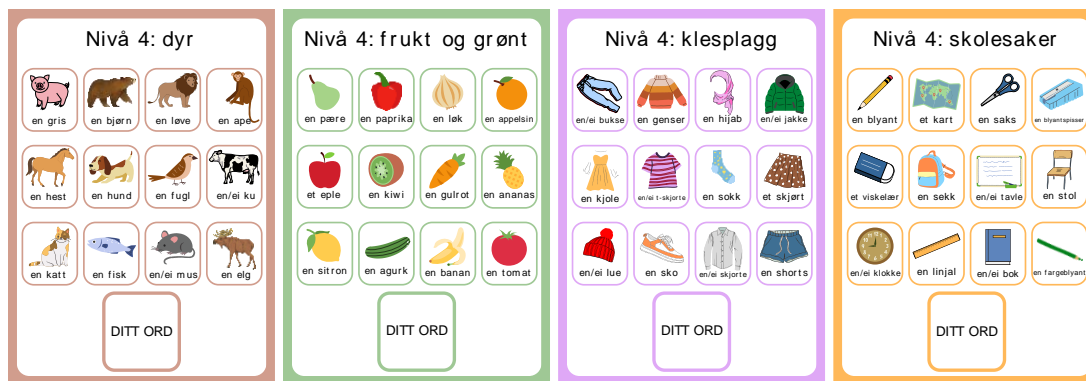 Nivå 4: dyr
en gris
en bjørn
en løve
en ape
en hest
en hund
en fugl
en/ei ku
en katt
en fisk
en/ei mus
en elg
DITT ORD
Nivå 4: frukt og grønt
en pære
en paprika
en løk
en appelsin
et eple
en kiwi
en gulrot
en ananas
en sitron
en agurk
en banan
en tomat
DITT ORD
Nivå 4: klesplagg
en/ei bukse
en genser
en hijab
en/ei jakke
en kjole
en/ei t-skjorte
en sokk
et skjørt
en/ei lue
en sko
en/ei skjorte
en shorts
DITT ORD
Nivå 4: skolesaker
en blyant
et kart
en saks
en blyantspisser
et viskelær
en sekk
en/ei tavle
en stol
en/ei klokke
en linjal
en/ei bok
en fargeblyant
DITT ORD